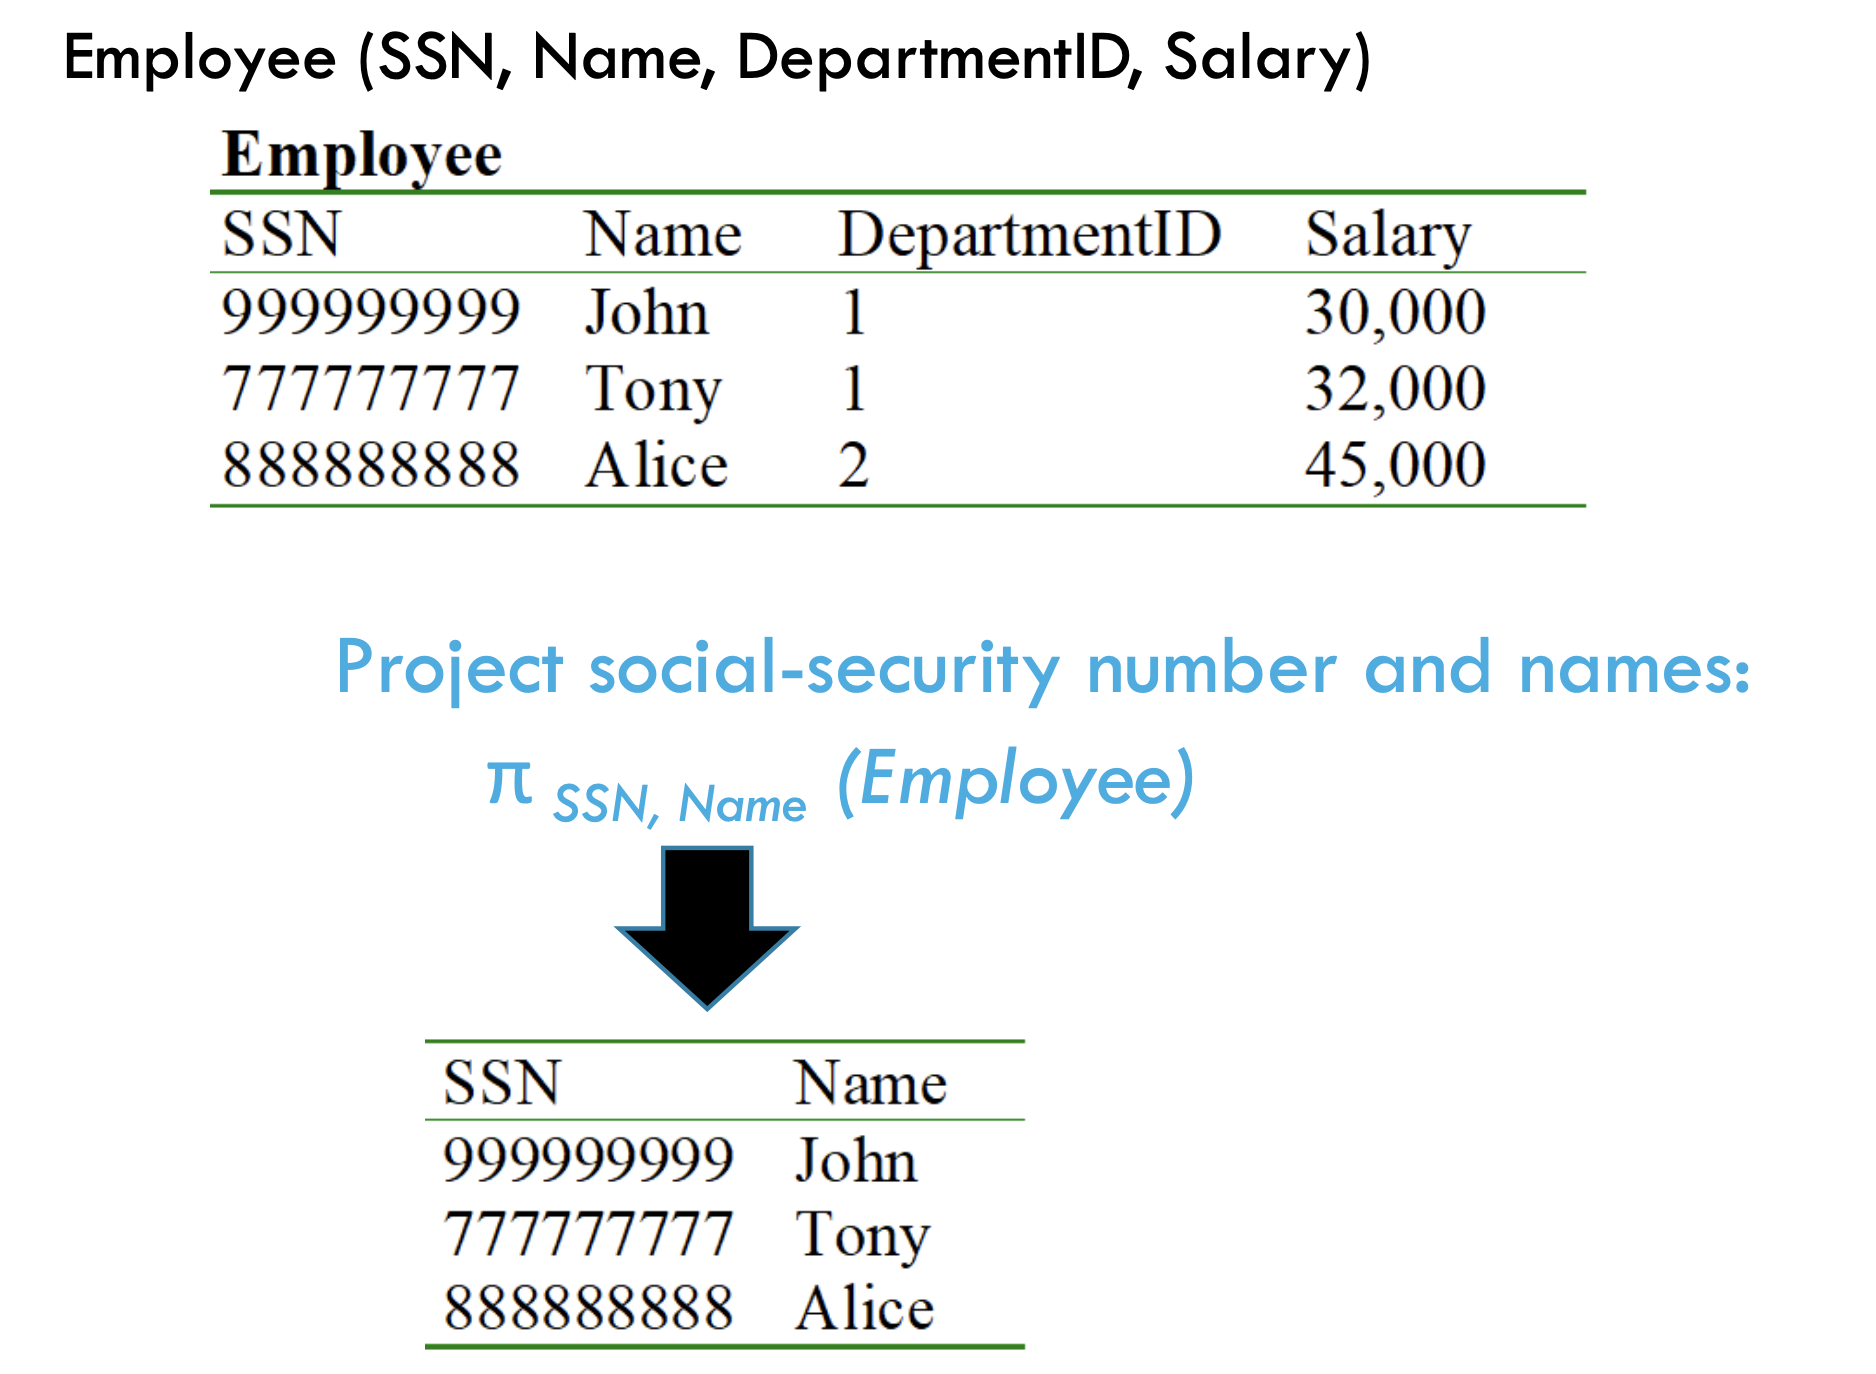 Employee (SSN, Name, DepartmentID, Salary)
Employee
SSN Name DepartmentID Salary
999999999 John 1 30,000
777777777 Tony 1 32,000
888888888 Alice 2 45,000
Project social-security number and names:
π SSN, Name (Employee)
SSN Name
999999999 John
777777777 Tony
888888888 Alice